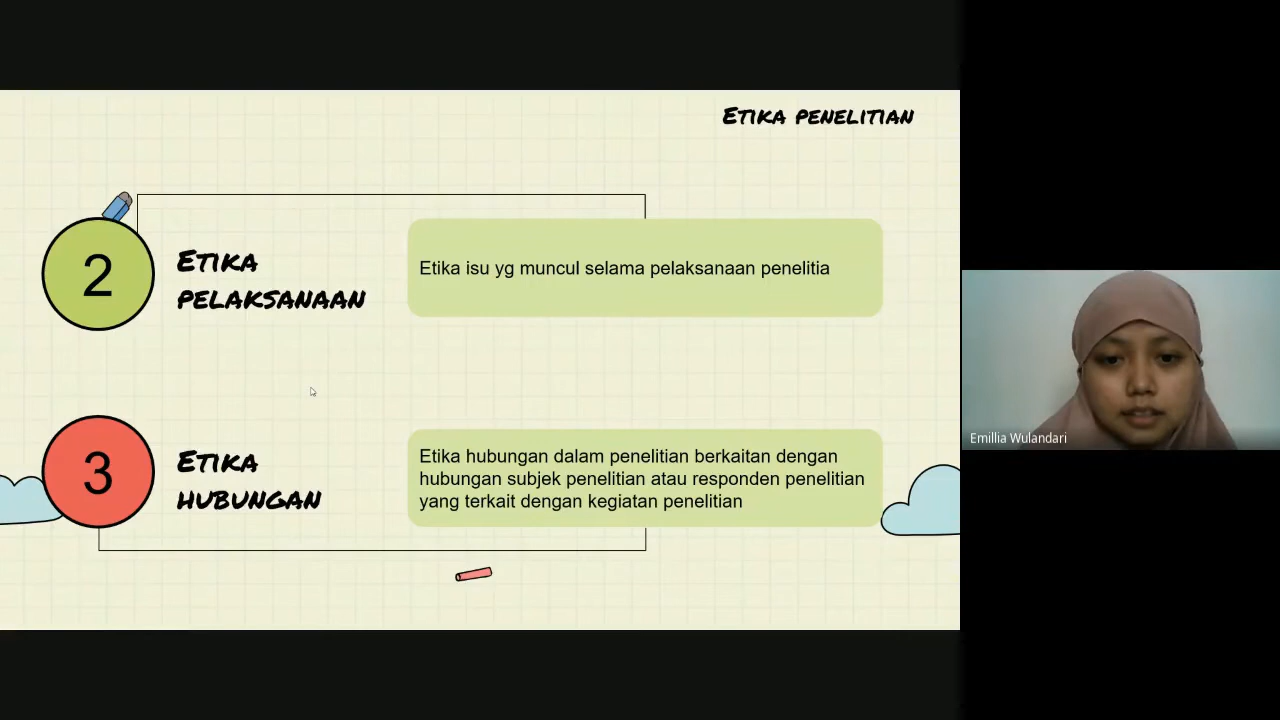 Etika penelitian
2
Etika
pelaksanaan
Etika isu yg muncul selama pelaksanaan penelitia
3
Etika
hubungan
Etika hubungan dalam penelitian berkaitan dengan
hubungan subjek penelitian atau responden penelitian
yang terkait dengan kegiatan penelitian
Emillia Wulandari